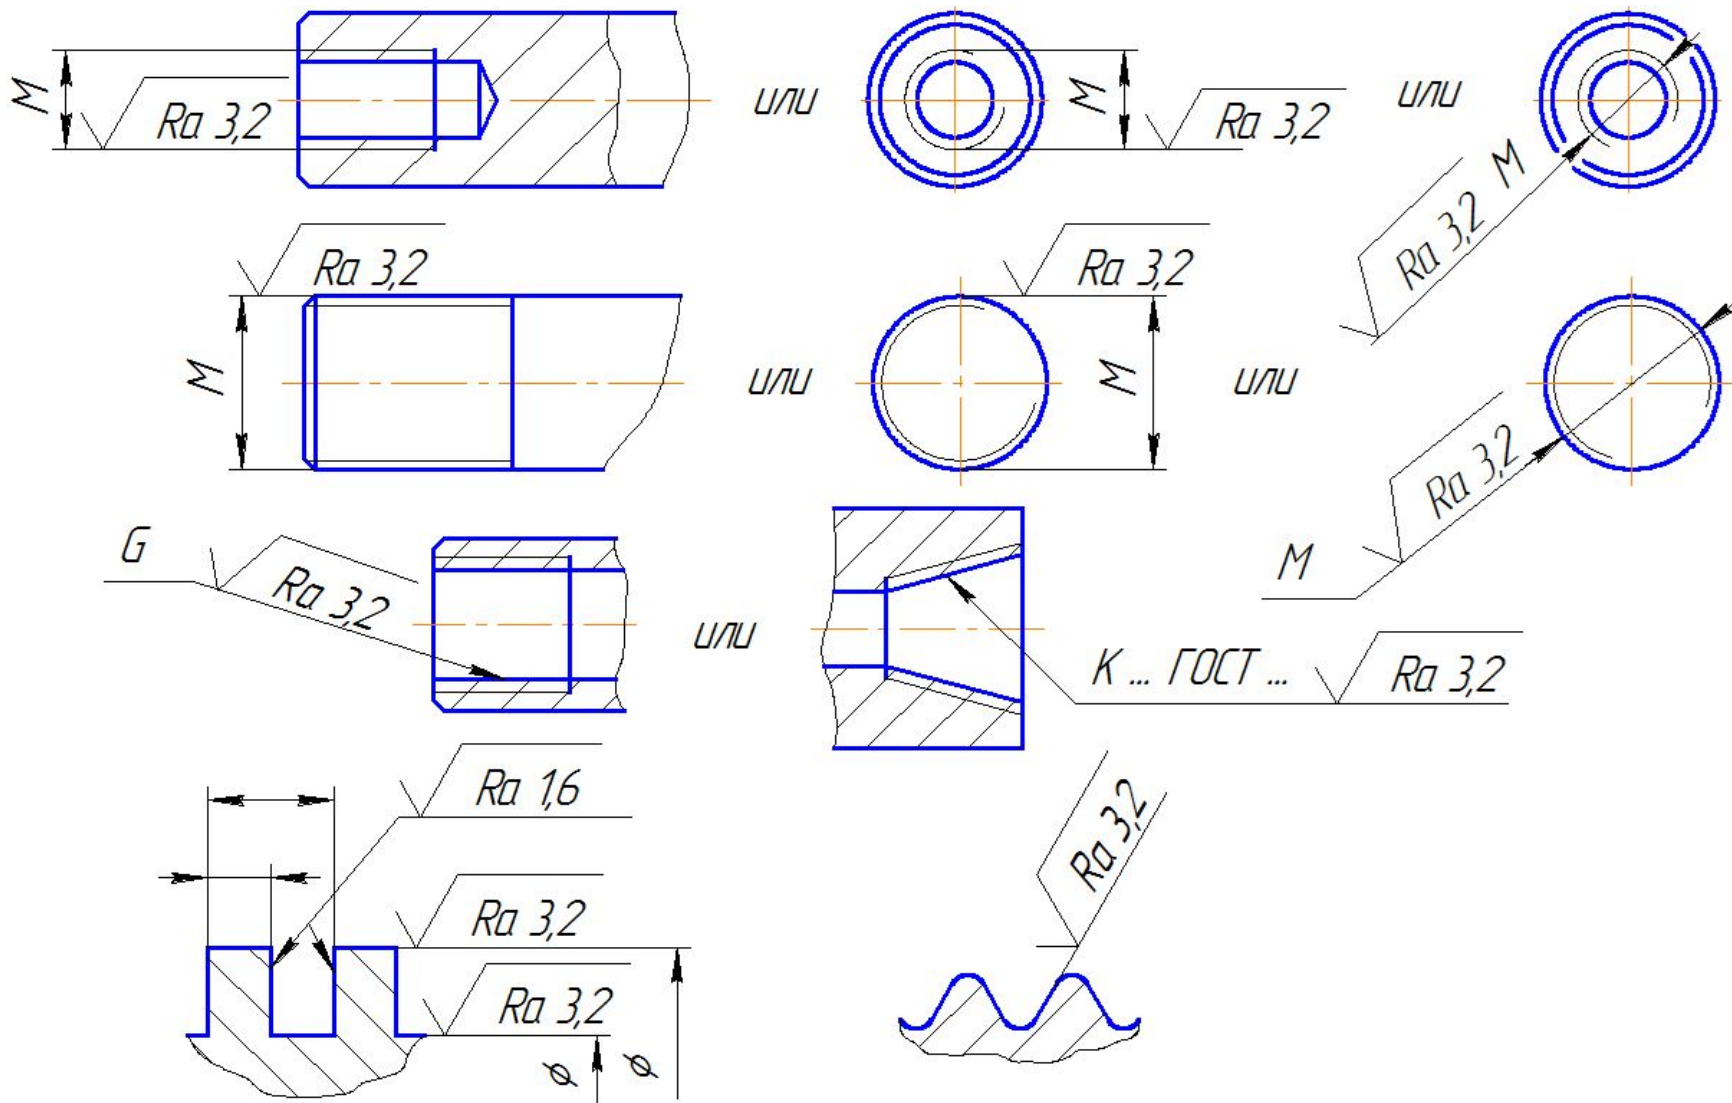 М Ra 3,2 или М Ra 3,2 или Ra 3,2 М
Ra 3,2 М или Ra 3,2 М или Ra 3,2 М
G Ra 3,2 или К ... ГОСТ ... Ra 3,2
Ra 1,6
Ra 3,2
Ra 3,2
ϕ ϕ
Ra 3,2